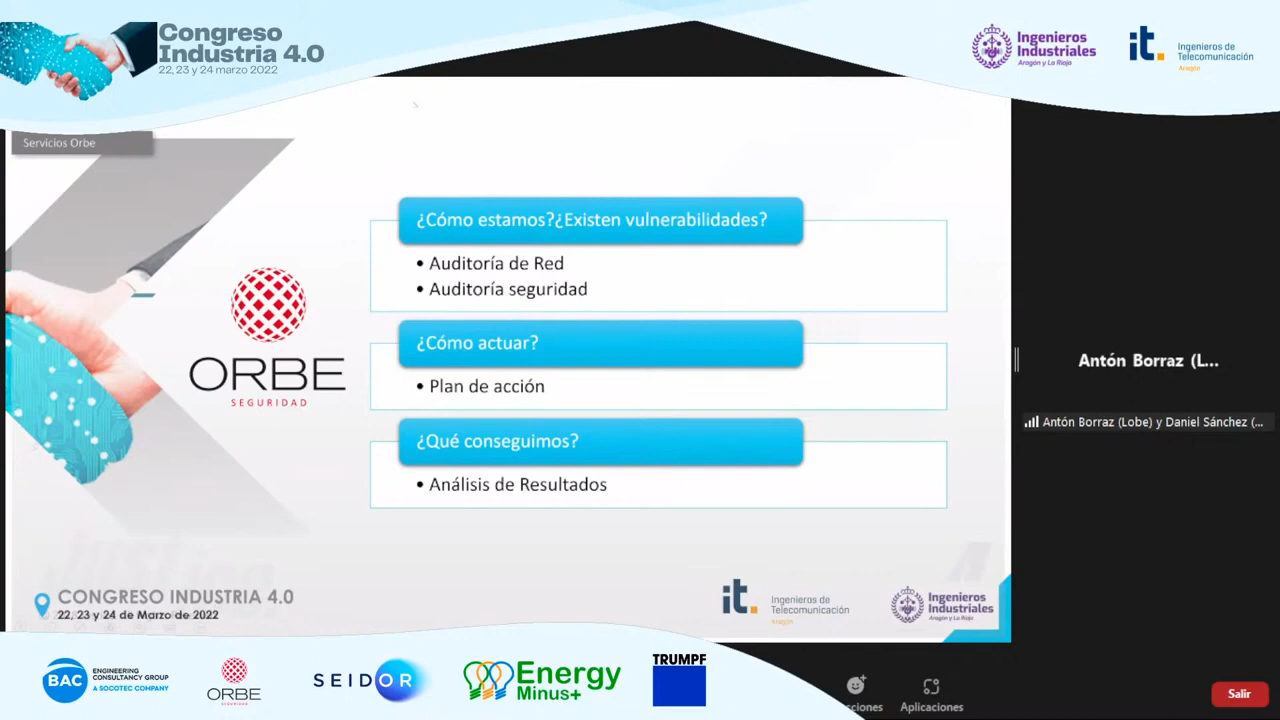 Congreso
Industria 4.0
22, 23 y 24 marzo 2022
Ingenieros
Industriales
Aragón y La Rioja
it.
Ingenieros de
Telecomunicación
Aragón
Servicios Orbe
¿Cómo estamos?¿Existen vulnerabilidades?
• Auditoría de Red
• Auditoría seguridad
¿Cómo actuar?
• Plan de acción
¿Qué conseguimos?
• Análisis de Resultados
ORBE
SEGURIDAD
Antón Borraz (L...
Antón Borraz (Lobe) y Daniel Sánchez (...
CONGRESO INDUSTRIA 4.0
22, 23 y 24 de Marzo de 2022
it.
Ingenieros de
Telecomunicación
Aragón
Ingenieros
Industriales
Aragón y La Rioja
BAC
ENGINEERING
CONSULTANCY GROUP
A SOCOTEC COMPANY
ORBE
SEGURIDAD
SEIDOR
Energy
Minus+
TRUMPF
cciones
Aplicaciones
Salir